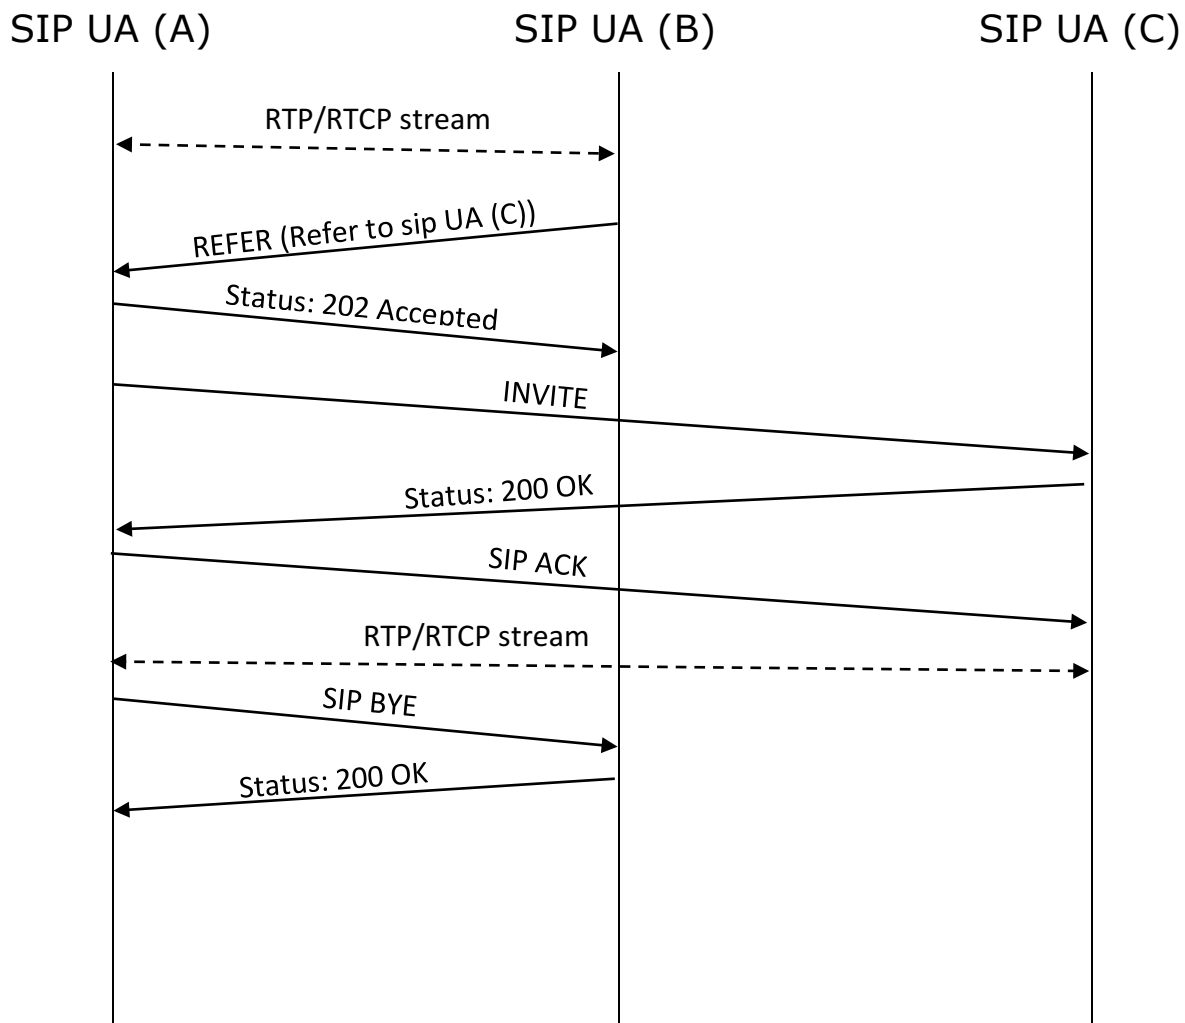 SIP UA (A)
SIP UA (B)
SIP UA (C)
RTP/RTCP stream
REFER (Refer to sip UA (C))
Status: 202 Accepted
INVITE
Status: 200 OK
SIP ACK
RTP/RTCP stream
SIP BYE
Status: 200 OK